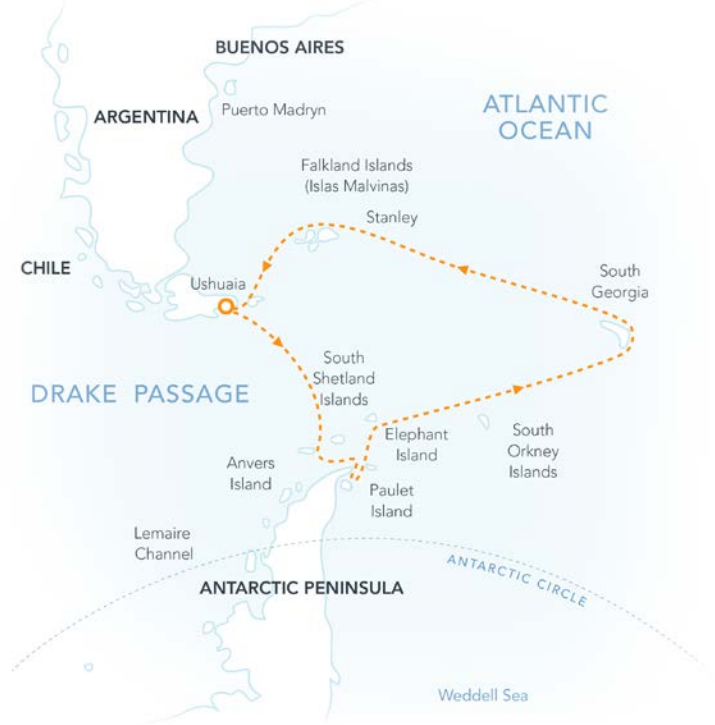 BUENOS AIRES
Puerto Madryn
ARGENTINA
ATLANTIC
OCEAN
Falkland Islands
(Islas Malvinas)
Stanley
CHILE
Ushuaia
South
Georgia
South
Shetland
Islands
DRAKE PASSAGE
Elephant
Island
South
Orkney
Islands
Anvers
Island
Paulet
Island
Lemaire
Channel
ANTARCTIC CIRCLE
ANTARCTIC PENINSULA
Weddell Sea